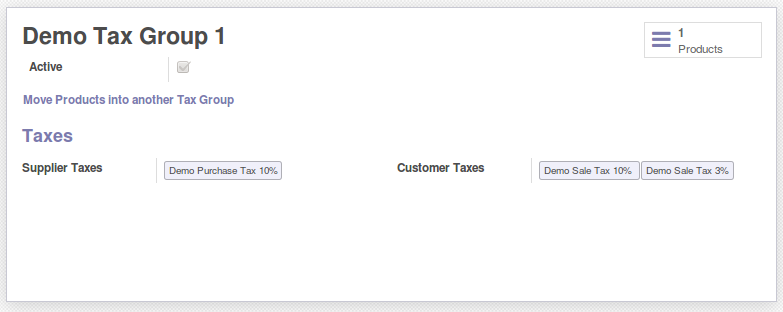 Demo Tax Group 1
1
Products
Active
Move Products into another Tax Group
Taxes
Supplier Taxes Demo Purchase Tax 10% Customer Taxes Demo Sale Tax 10% Demo Sale Tax 3%